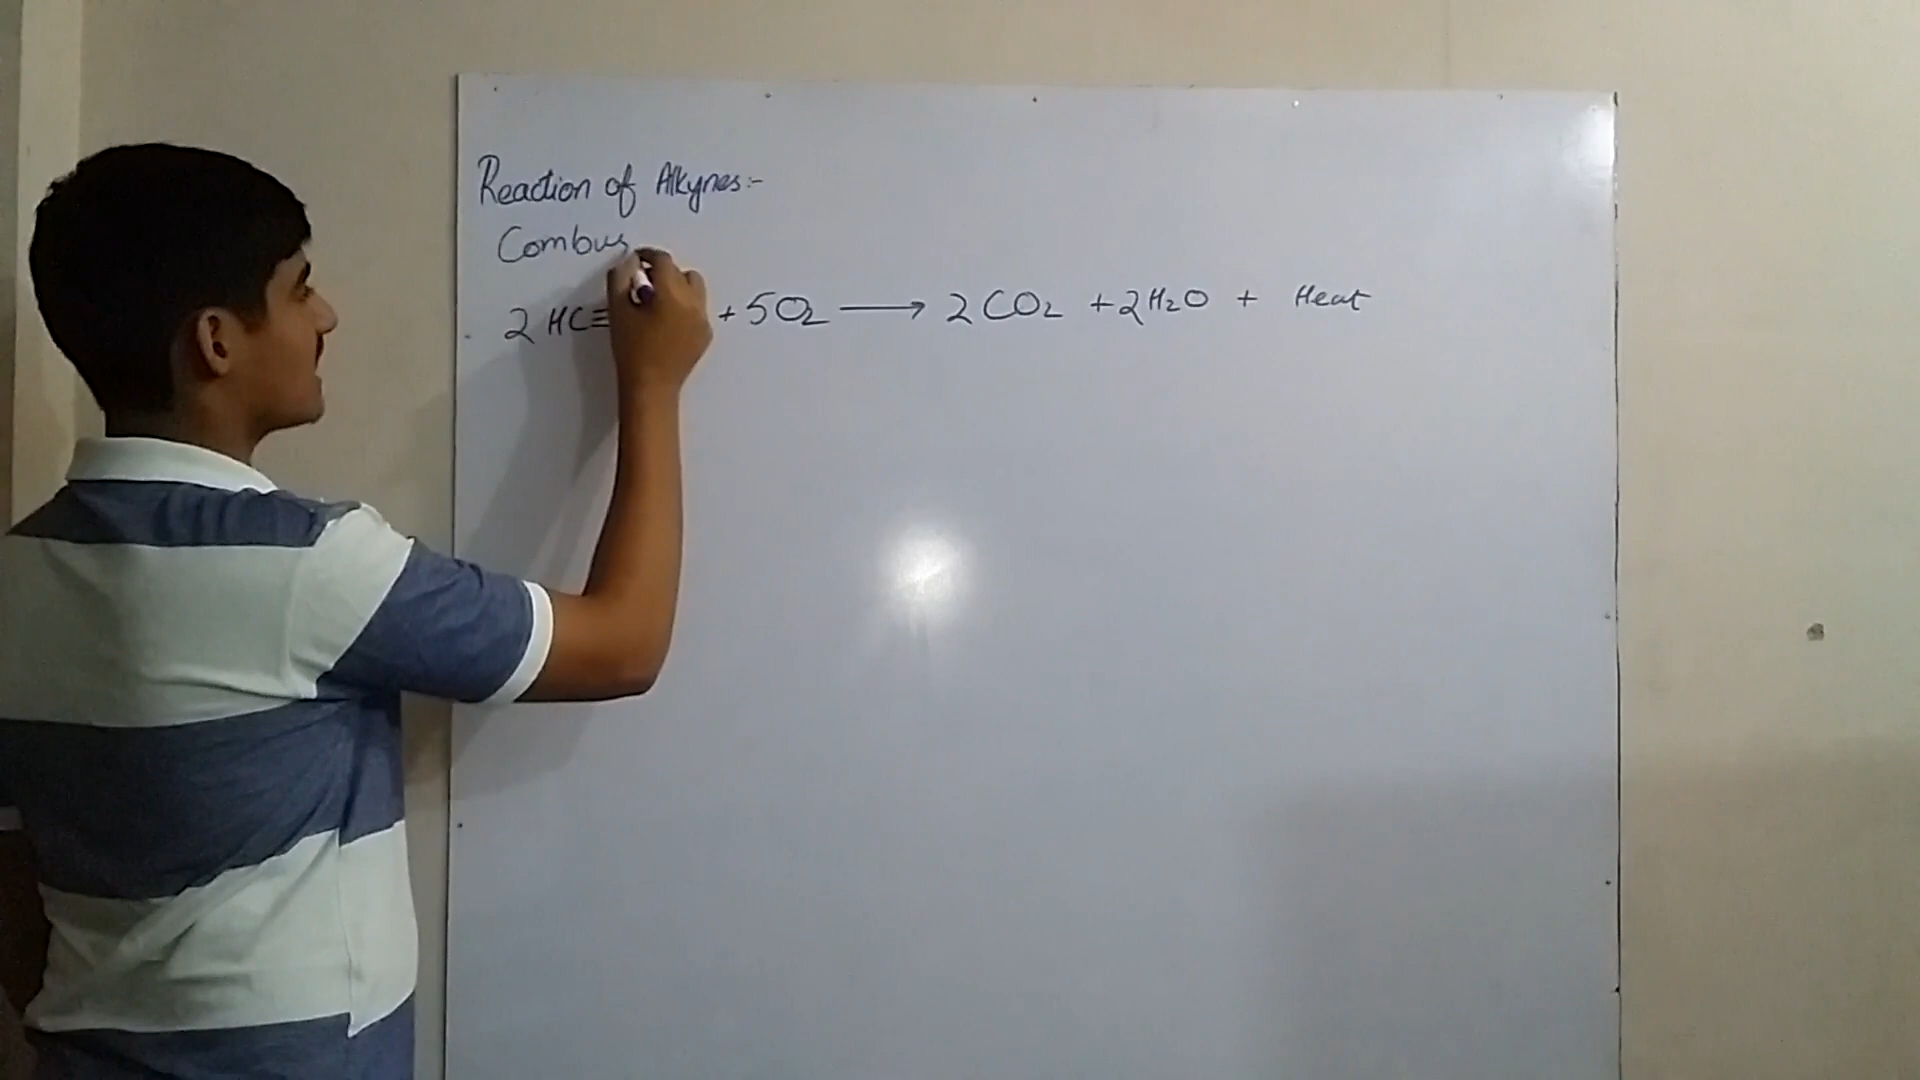 Reaction of Alkynes:-
Combus
2 HC≡ +5O₂ ⟶ 2CO₂ +2H₂O + Heat